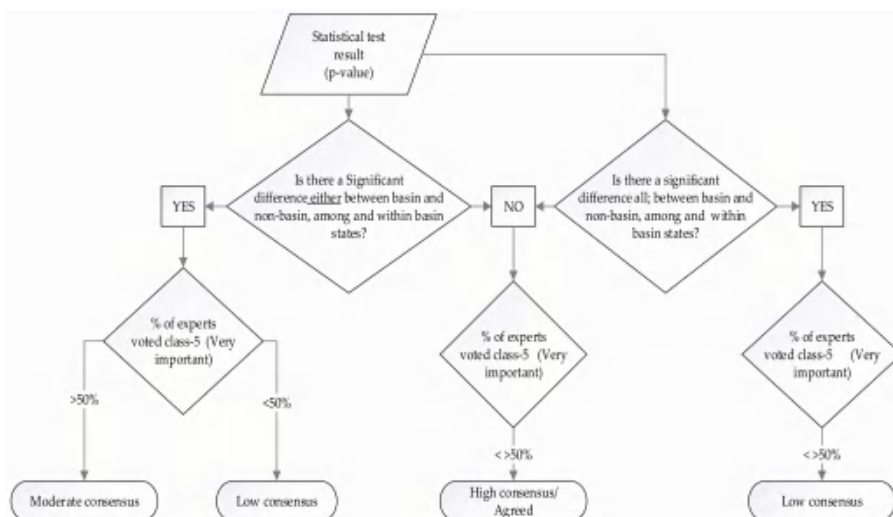 Statistical test
result
(p-value)
Is there a Significant
difference either between basin and
non-basin, among and within basin
states?
Is there a significant
difference all; between basin and
non-basin, among and within
basin states?
YES
NO
YES
% of experts
voted class-5 (Very
important)
% of experts
voted class-5 (Very
important)
% of experts
voted class-5 (Very
important)
>50%
<50%
< >50%
< >50%
Moderate consensus
Low consensus
High consensus/
Agreed
Low consensus